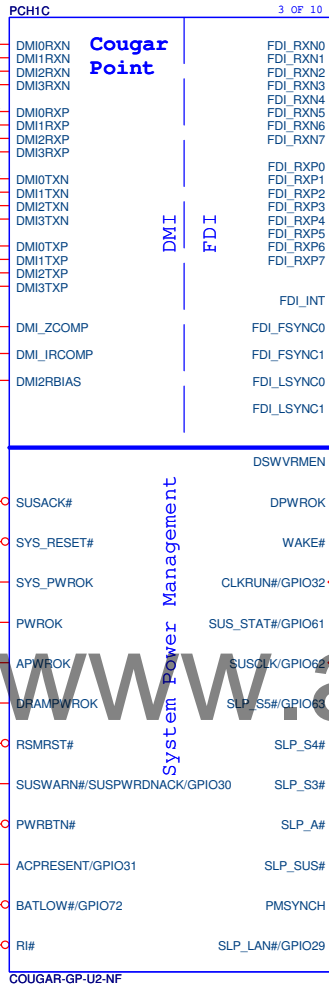 PCH1C
3 OF 10
Cougar
Point
DMI0RXN
DMI1RXN
DMI2RXN
DMI3RXN
DMI0RXP
DMI1RXP
DMI2RXP
DMI3RXP
DMI0TXN
DMI1TXN
DMI2TXN
DMI3TXN
DMI0TXP
DMI1TXP
DMI2TXP
DMI3TXP
DMI_ZCOMP
DMI_IRCOMP
DMI2RBIAS
DMI
FDI
FDI_RXN0
FDI_RXN1
FDI_RXN2
FDI_RXN3
FDI_RXN4
FDI_RXN5
FDI_RXN6
FDI_RXN7
FDI_RXP0
FDI_RXP1
FDI_RXP2
FDI_RXP3
FDI_RXP4
FDI_RXP5
FDI_RXP6
FDI_RXP7
FDI_INT
FDI_FSYNC0
FDI_FSYNC1
FDI_LSYNC0
FDI_LSYNC1
SUSACK#
SYS_RESET#
SYS_PWROK
PWROK
APWROK
DRAMPWROK
RSMRST#
SUSWARN#/SUSPWRDNACK/GPIO30
PWRBTN#
ACPRESENT/GPIO31
BATLOW#/GPIO72
RI#
System Power Management
DSWVRMEN
DPWROK
WAKE#
CLKRUN#/GPIO32
SUS_STAT#/GPIO61
SUSCLK/GPIO62
SLP_S5#/GPIO63
SLP_S4#
SLP_S3#
SLP_A#
SLP_SUS#
PMSYNCH
SLP_LAN#/GPIO29
www.a
COUGAR-GP-U2-NF